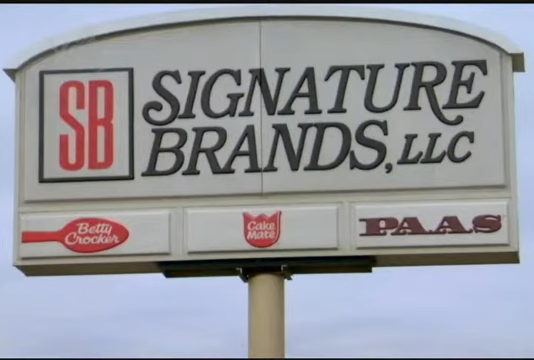 SB
SIGNATURE
BRANDS, LLC
Betty
Crocker
Cake
Mate
PAAS